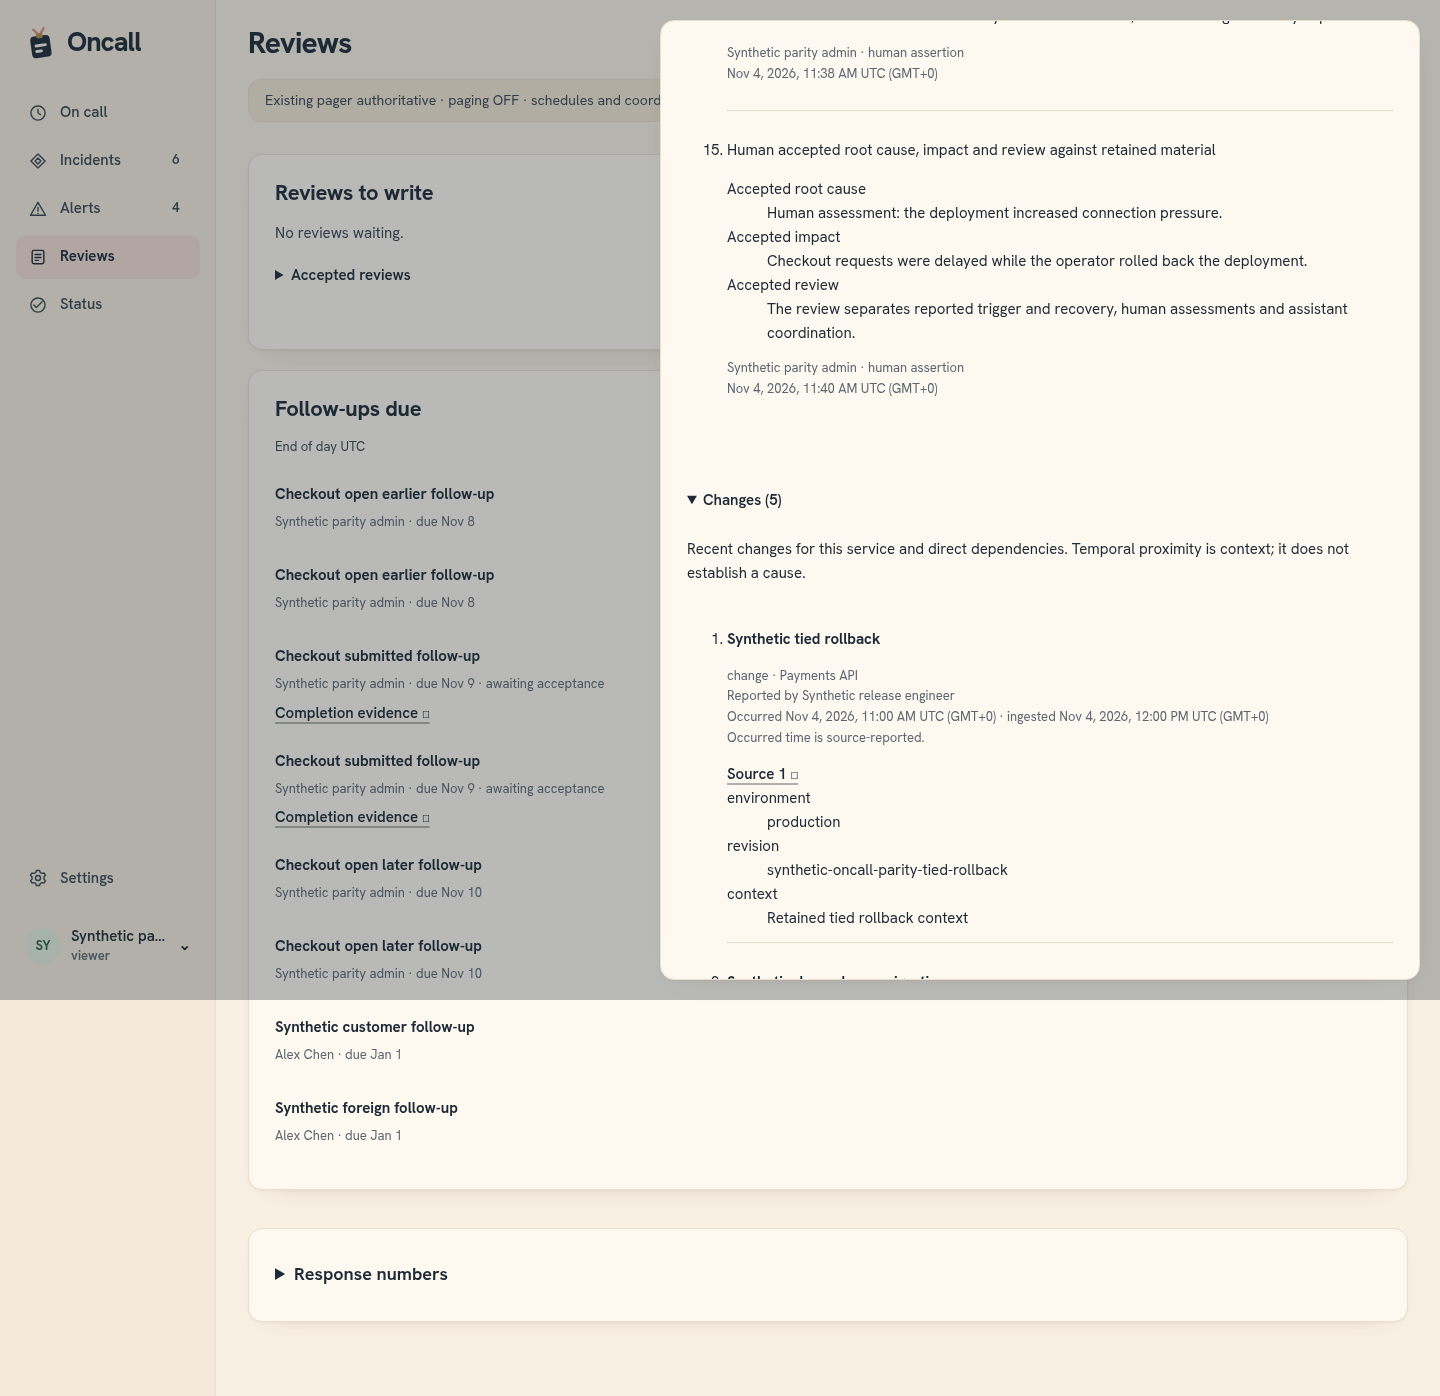 Oncall
On call
Incidents 6
Alerts 4
Reviews
Status
Settings
SY
Synthetic pa...
viewer
Reviews
Existing pager authoritative · paging OFF · schedules and coord
Reviews to write
No reviews waiting.
Accepted reviews
Follow-ups due
End of day UTC
Checkout open earlier follow-up
Synthetic parity admin · due Nov 8
Checkout open earlier follow-up
Synthetic parity admin · due Nov 8
Checkout submitted follow-up
Synthetic parity admin · due Nov 9 · awaiting acceptance
Completion evidence
Checkout submitted follow-up
Synthetic parity admin · due Nov 9 · awaiting acceptance
Completion evidence
Checkout open later follow-up
Synthetic parity admin · due Nov 10
Checkout open later follow-up
Synthetic parity admin · due Nov 10
Synthetic customer follow-up
Alex Chen · due Jan 1
Synthetic foreign follow-up
Alex Chen · due Jan 1
Response numbers
Synthetic parity admin · human assertion
Nov 4, 2026, 11:38 AM UTC (GMT+0)
15. Human accepted root cause, impact and review against retained material
Accepted root cause
Human assessment: the deployment increased connection pressure.
Accepted impact
Checkout requests were delayed while the operator rolled back the deployment.
Accepted review
The review separates reported trigger and recovery, human assessments and assistant
coordination.
Synthetic parity admin · human assertion
Nov 4, 2026, 11:40 AM UTC (GMT+0)
Changes (5)
Recent changes for this service and direct dependencies. Temporal proximity is context; it does not
establish a cause.
1. Synthetic tied rollback
change · Payments API
Reported by Synthetic release engineer
Occurred Nov 4, 2026, 11:00 AM UTC (GMT+0) · ingested Nov 4, 2026, 12:00 PM UTC (GMT+0)
Occurred time is source-reported.
Source 1
environment
production
revision
synthetic-oncall-parity-tied-rollback
context
Retained tied rollback context